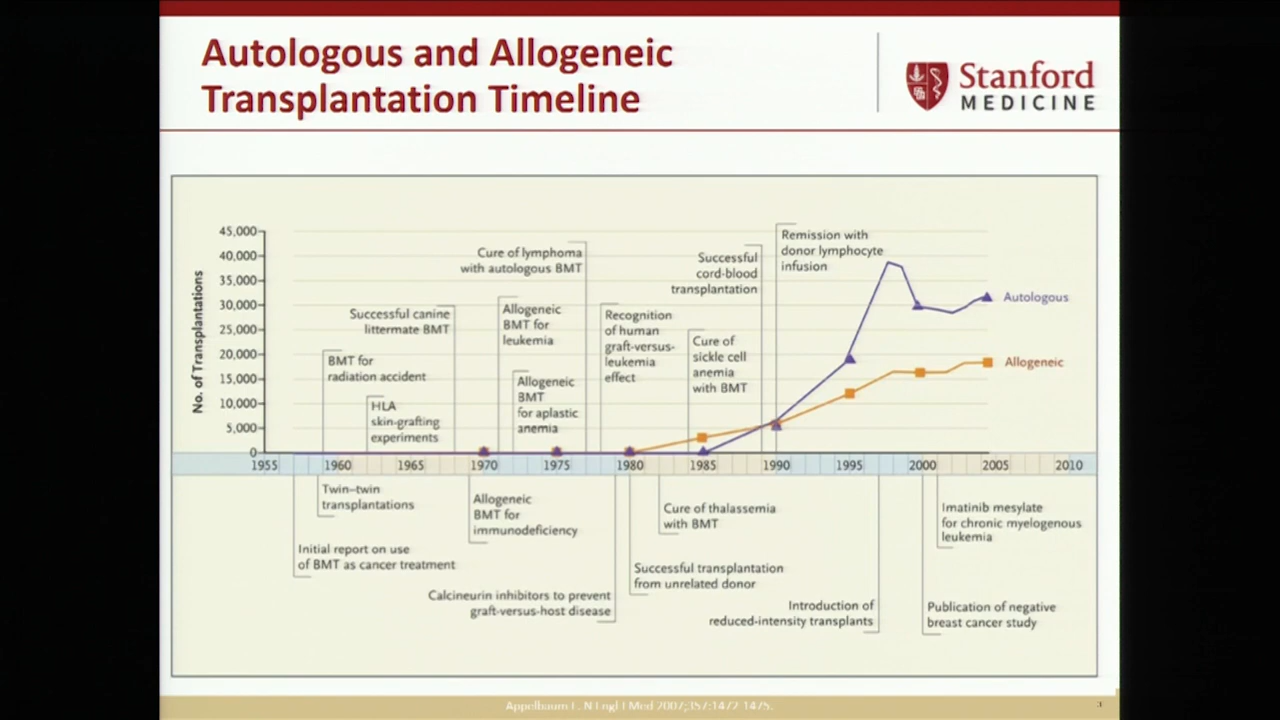 Autologous and Allogeneic
Transplantation Timeline
Stanford
MEDICINE
No. of Transplantations
45,000
40,000
35,000
30,000
25,000
20,000
15,000
10,000
5,000
0
Successful canine
littermate BMT
BMT for
radiation accident
HLA
skin-grafting
experiments
Cure of lymphoma
with autologous BMT
Allogeneic
BMT for
leukemia
Allogeneic
BMT
for aplastic
anemia
Recognition
of human
graft-versus-
leukemia
effect
Successful
cord-blood
transplantation
Cure of
sickle cell
anemia
with BMT
Remission with
donor lymphocyte
infusion
Autologous
Allogeneic
1955 1960 1965 1970 1975 1980 1985 1990 1995 2000 2005 2010
Twin–twin
transplantations
Initial report on use
of BMT as cancer treatment
Allogeneic
BMT for
immunodeficiency
Calcineurin inhibitors to prevent
graft-versus-host disease
Cure of thalassemia
with BMT
Successful transplantation
from unrelated donor
Introduction of
reduced-intensity transplants
Imatinib mesylate
for chronic myelogenous
leukemia
Publication of negative
breast cancer study
Appelbaum F. N Engl J Med 2007;357:1472-1475.
3